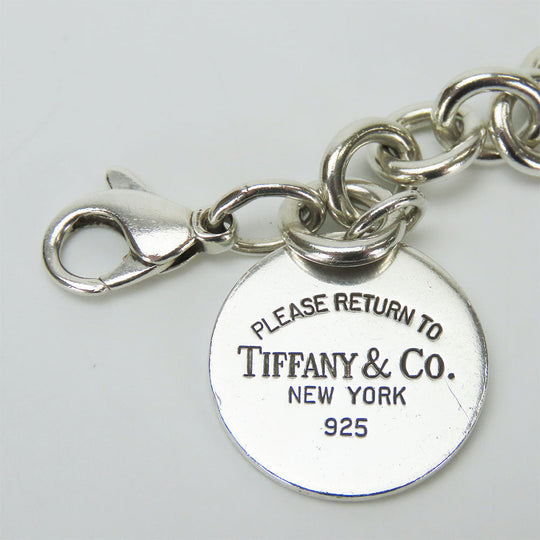 PLEASE RETURN TO
TIFFANY & CO.
NEW YORK
925